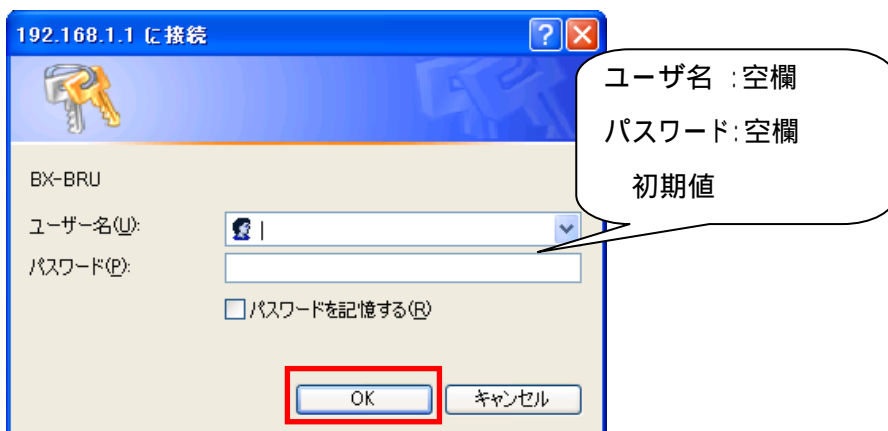 192.168.1.1 に接続
ユーザ名 :空欄
パスワード:空欄
初期値
BX-BRU
ユーザー名(U):
パスワード(P):
パスワードを記憶する(R)
OK
キャンセル